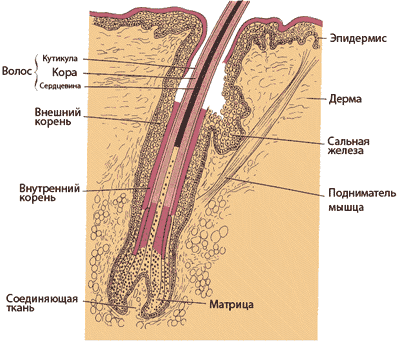 Волос
Кутикула
Кора
Сердцевина
Внешний
корень
Внутренний
корень
Соединяющая
ткань
Эпидермис
Дерма
Сальная
железа
Подниматель
мышца
Матрица